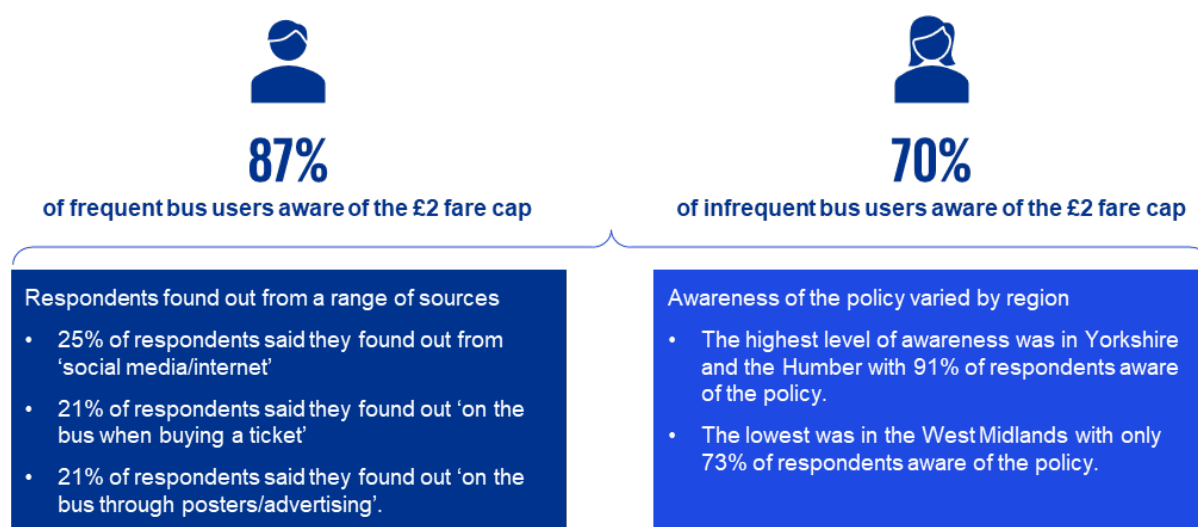 87%
of frequent bus users aware of the £2 fare cap
70%
of infrequent bus users aware of the £2 fare cap
Respondents found out from a range of sources
• 25% of respondents said they found out from
‘social media/internet’
• 21% of respondents said they found out ‘on the
bus when buying a ticket’
• 21% of respondents said they found out ‘on the
bus through posters/advertising’.
Awareness of the policy varied by region
• The highest level of awareness was in Yorkshire
and the Humber with 91% of respondents aware
of the policy.
• The lowest was in the West Midlands with only
73% of respondents aware of the policy.